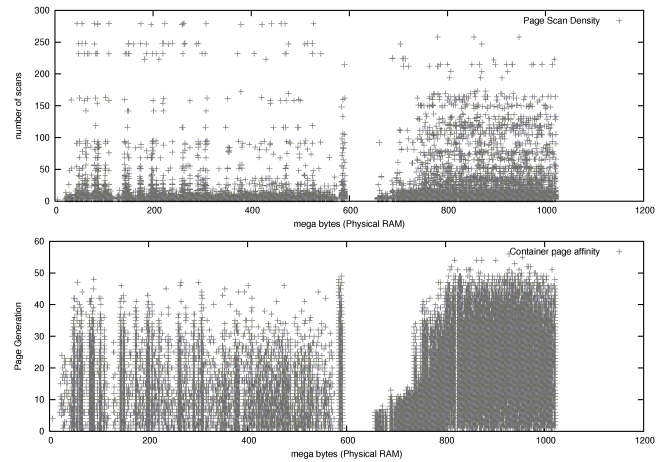 Page Scan Density
number of scans
300
250
200
150
100
50
0
0 200 400 600 800 1000 1200
mega bytes (Physical RAM)
Container page affinity
Page Generation
60
50
40
30
20
10
0
0 200 400 600 800 1000 1200
mega bytes (Physical RAM)